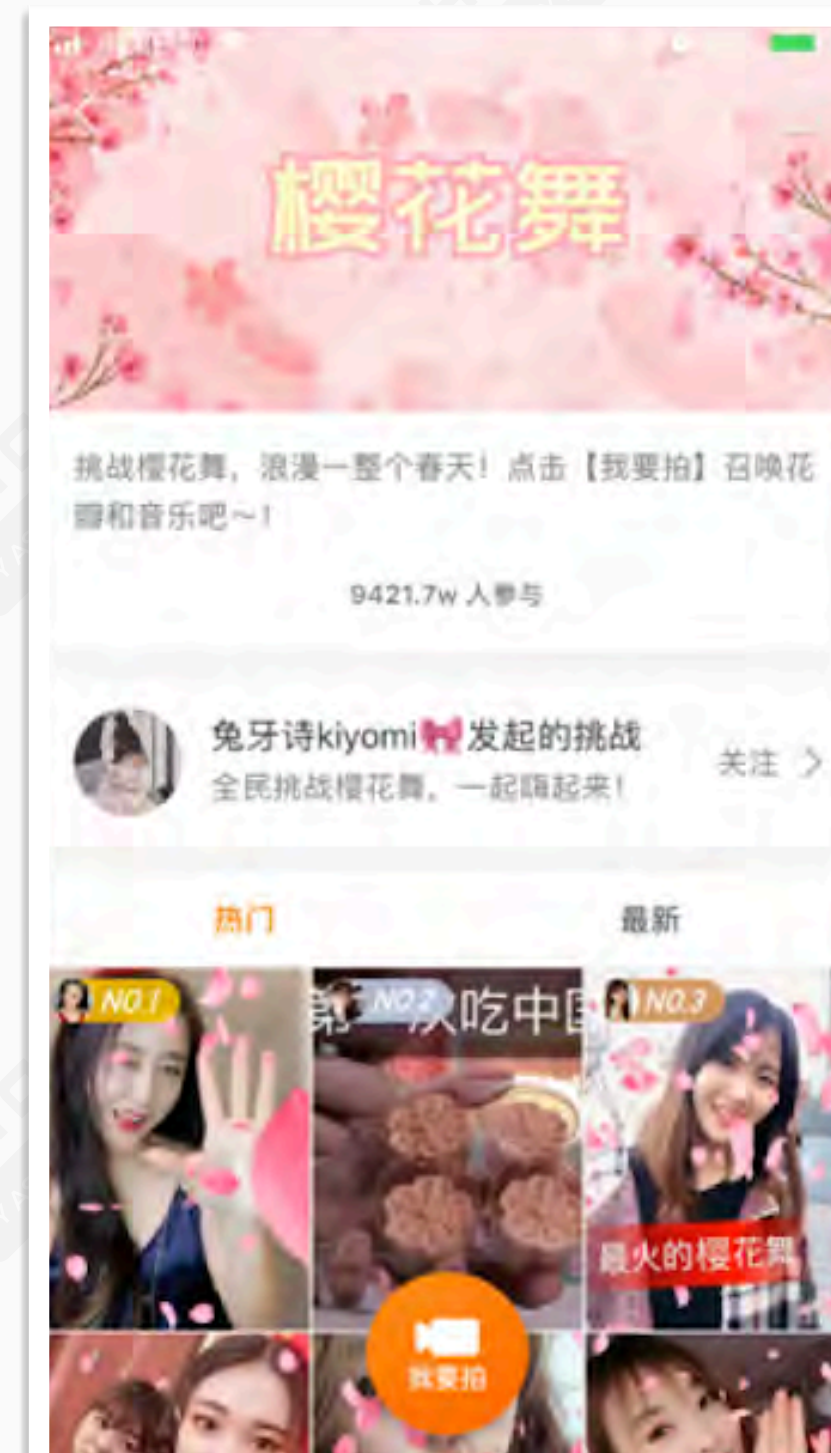 樱花舞
挑战樱花舞，浪漫一整个春天！点击【我要拍】召唤花
瓣和音乐吧～！
9421.7w 人参与
兔牙诗kiyomi🎀发起的挑战
关注 >
全民挑战樱花舞，一起嗨起来！
热门 最新
NO.1 NO.2 NO.3
第一次吃中国
最火的樱花舞
我要拍